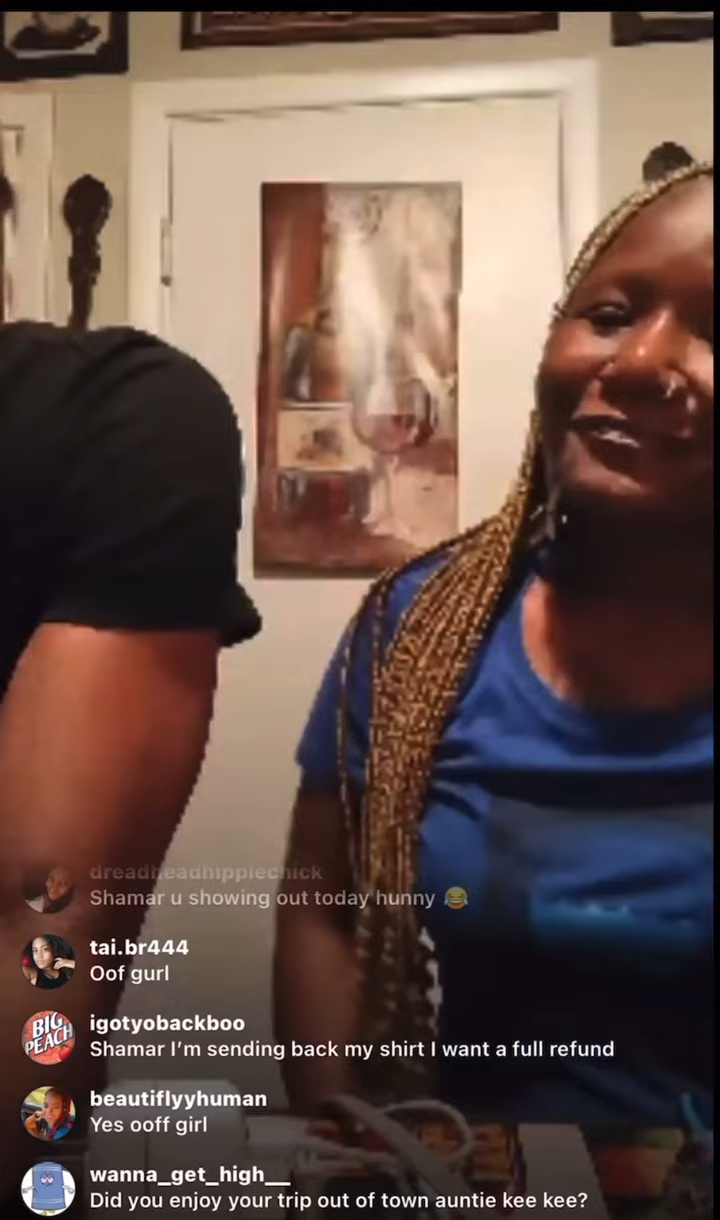 dreadheadhippiechick
Shamar u showing out today hunny 😂
tai.br444
Oof gurl
BIG
PEACH
igotyobackboo
Shamar I'm sending back my shirt I want a full refund
beautiflyyhuman
Yes ooff girl
wanna_get_high__
Did you enjoy your trip out of town auntie kee kee?